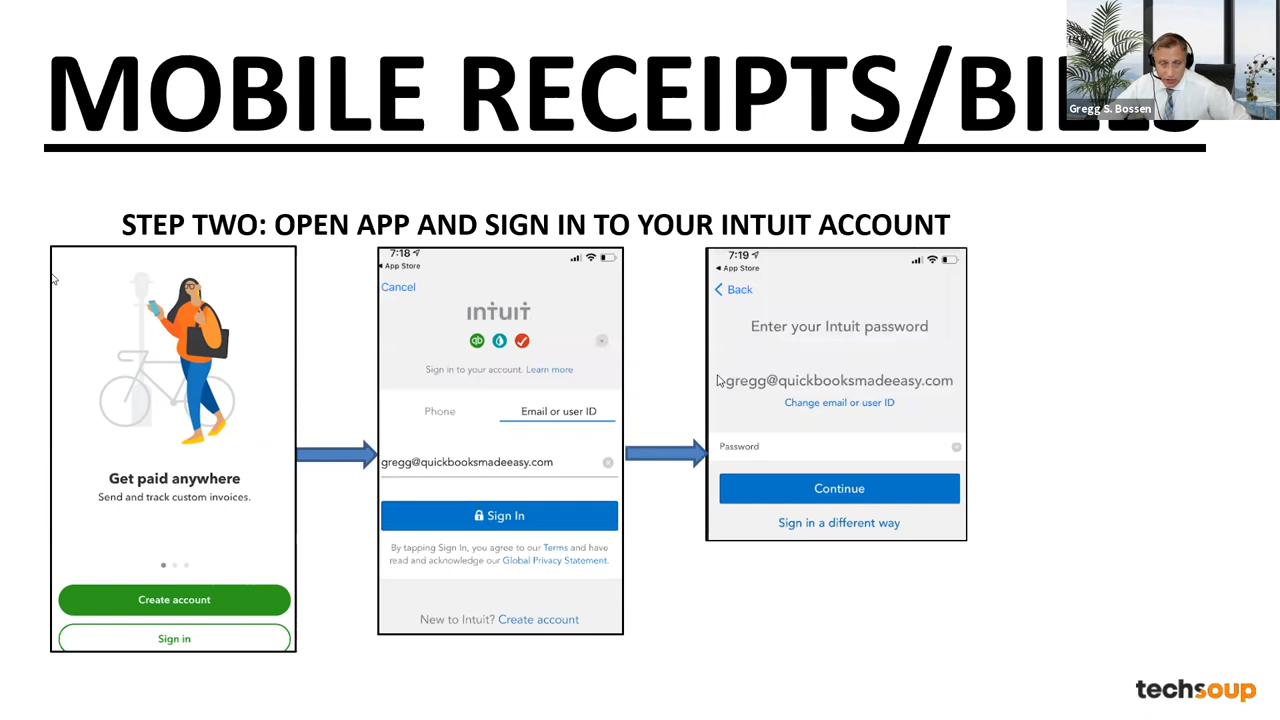 MOBILE RECEIPTS/BILLS
Gregg S. Bossen
STEP TWO: OPEN APP AND SIGN IN TO YOUR INTUIT ACCOUNT
Get paid anywhere
Send and track custom invoices.
Create account
Sign in
7:18
App Store
Cancel
intuit
qb
Sign in to your account. Learn more
Phone Email or user ID
gregg@quickbooksmadeeasy.com
Sign In
By tapping Sign In, you agree to our Terms and have
read and acknowledge our Global Privacy Statement.
New to Intuit? Create account
7:19
App Store
Back
Enter your Intuit password
gregg@quickbooksmadeeasy.com
Change email or user ID
Password
Continue
Sign in a different way
techsoup